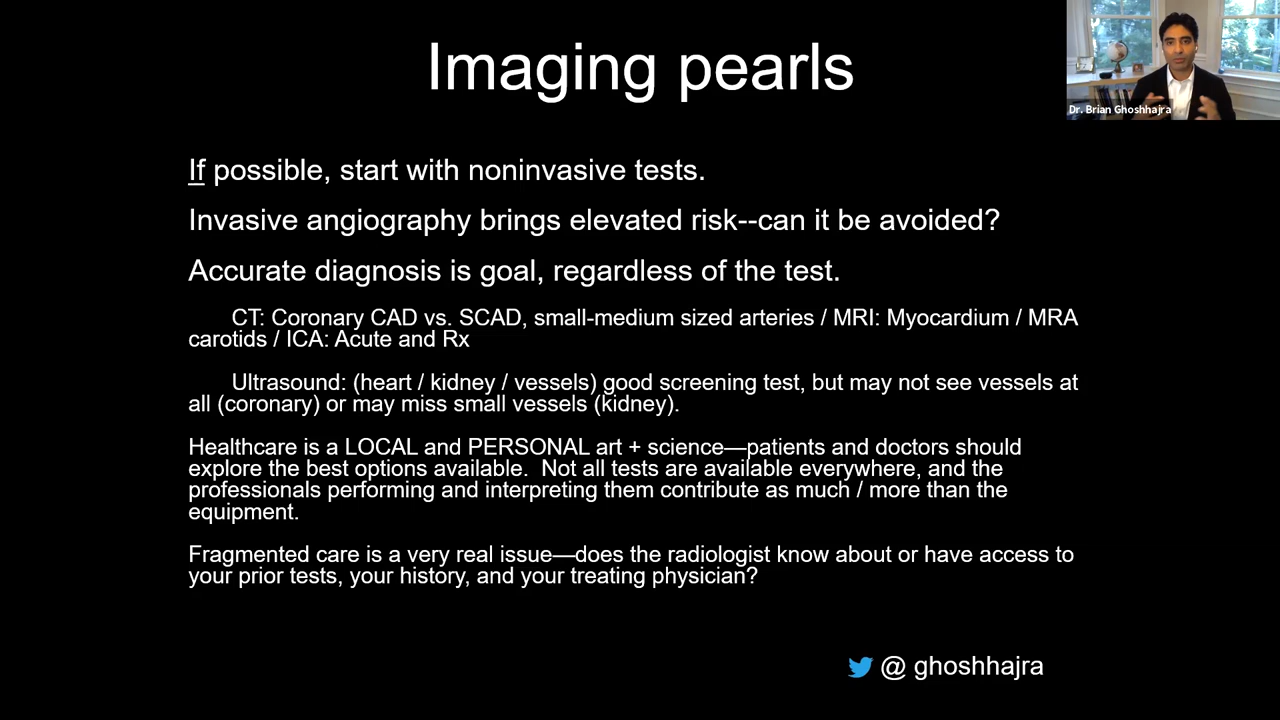 Imaging pearls
Dr. Brian Ghoshhajra
If possible, start with noninvasive tests.
Invasive angiography brings elevated risk--can it be avoided?
Accurate diagnosis is goal, regardless of the test.
CT: Coronary CAD vs. SCAD, small-medium sized arteries / MRI: Myocardium / MRA
carotids / ICA: Acute and Rx
Ultrasound: (heart / kidney / vessels) good screening test, but may not see vessels at
all (coronary) or may miss small vessels (kidney).
Healthcare is a LOCAL and PERSONAL art + science—patients and doctors should
explore the best options available.  Not all tests are available everywhere, and the
professionals performing and interpreting them contribute as much / more than the
equipment.
Fragmented care is a very real issue—does the radiologist know about or have access to
your prior tests, your history, and your treating physician?
@ ghoshhajra